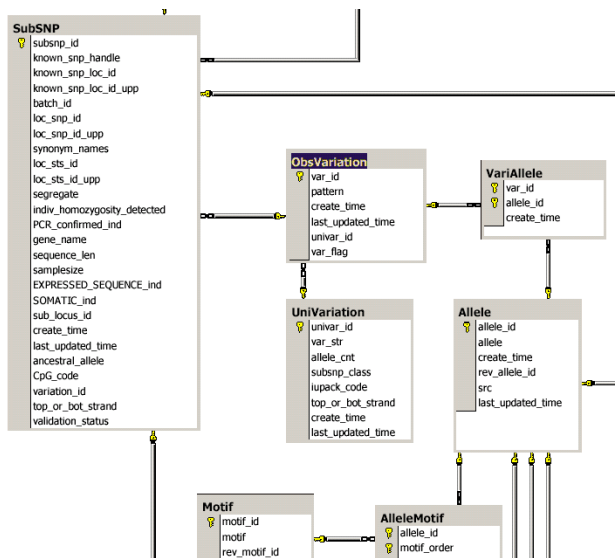 SubSNP
subsnp_id
known_snp_handle
known_snp_loc_id
known_snp_loc_id_upp
batch_id
loc_snp_id
loc_snp_id_upp
synonym_names
loc_sts_id
loc_sts_id_upp
segregate
indiv_homozygosity_detected
PCR_confirmed_ind
gene_name
sequence_len
samplesize
EXPRESSED_SEQUENCE_ind
SOMATIC_ind
sub_locus_id
create_time
last_updated_time
ancestral_allele
CpG_code
variation_id
top_or_bot_strand
validation_status
ObsVariation
var_id
pattern
create_time
last_updated_time
univar_id
var_flag
VariAllele
var_id
allele_id
create_time
UniVariation
univar_id
var_str
allele_cnt
subsnp_class
iupack_code
top_or_bot_strand
create_time
last_updated_time
Allele
allele_id
allele
create_time
rev_allele_id
src
last_updated_time
Motif
motif_id
motif
rev_motif_id
AlleleMotif
allele_id
motif_order